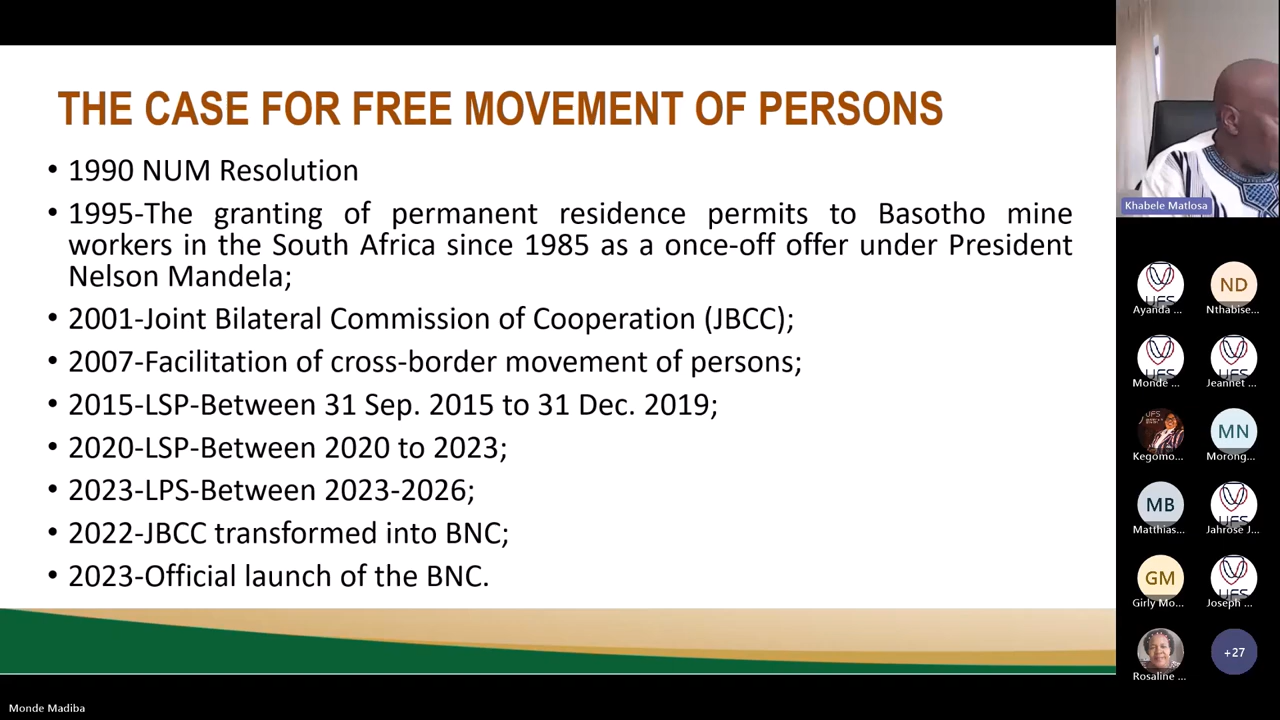 THE CASE FOR FREE MOVEMENT OF PERSONS
• 1990 NUM Resolution
• 1995-The granting of permanent residence permits to Basotho mine
workers in the South Africa since 1985 as a once-off offer under President
Nelson Mandela;
• 2001-Joint Bilateral Commission of Cooperation (JBCC);
• 2007-Facilitation of cross-border movement of persons;
• 2015-LSP-Between 31 Sep. 2015 to 31 Dec. 2019;
• 2020-LSP-Between 2020 to 2023;
• 2023-LPS-Between 2023-2026;
• 2022-JBCC transformed into BNC;
• 2023-Official launch of the BNC.
Khabele Matlosa
ND
Ayanda ...
Nthabise...
Monde ...
Jeannet ...
UFS
MN
Kegomo...
Morong...
MB
Matthias...
Jahrose J...
GM
Girly Mo...
Joseph ...
+27
Rosaline ...
Monde Madiba